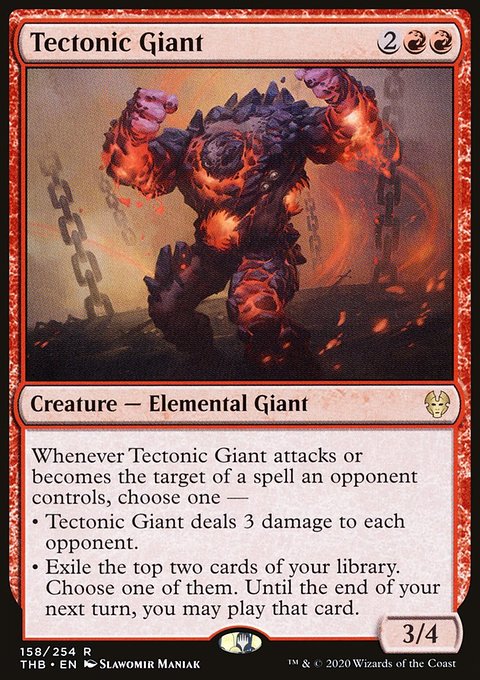 Tectonic Giant 2
Creature — Elemental Giant
Whenever Tectonic Giant attacks or
becomes the target of a spell an opponent
controls, choose one —
• Tectonic Giant deals 3 damage to each
opponent.
• Exile the top two cards of your library.
Choose one of them. Until the end of your
next turn, you may play that card.
3/4
158/254 R
THB • EN Slawomir Maniak
™ & © 2020 Wizards of the Coast